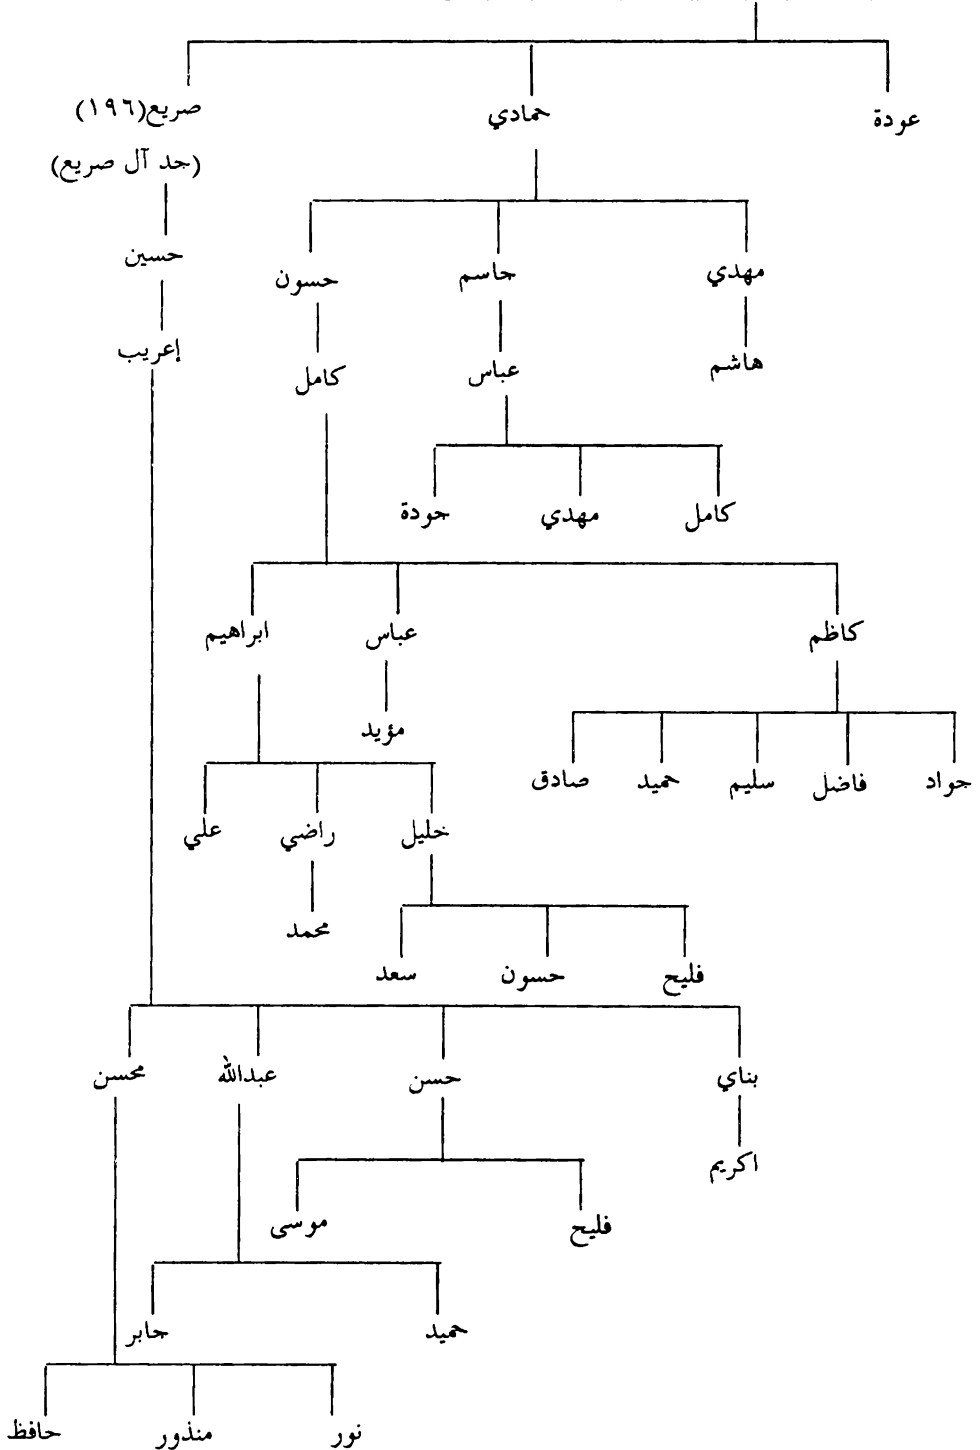 عودة حمادي صريع(١٩٦)
(جد آل صريع)
مهدي جاسم حسون حسين
هاشم عباس كامل إعريب
كامل مهدي جودة
كاظم عباس ابراهيم
مؤيد
جواد فاضل سليم حميد صادق
خليل راضي علي
محمد
فليح حسون سعد
بناي حسن عبدالله محسن
اكريم
فليح موسى
حميد جابر
نور منذور حافظ